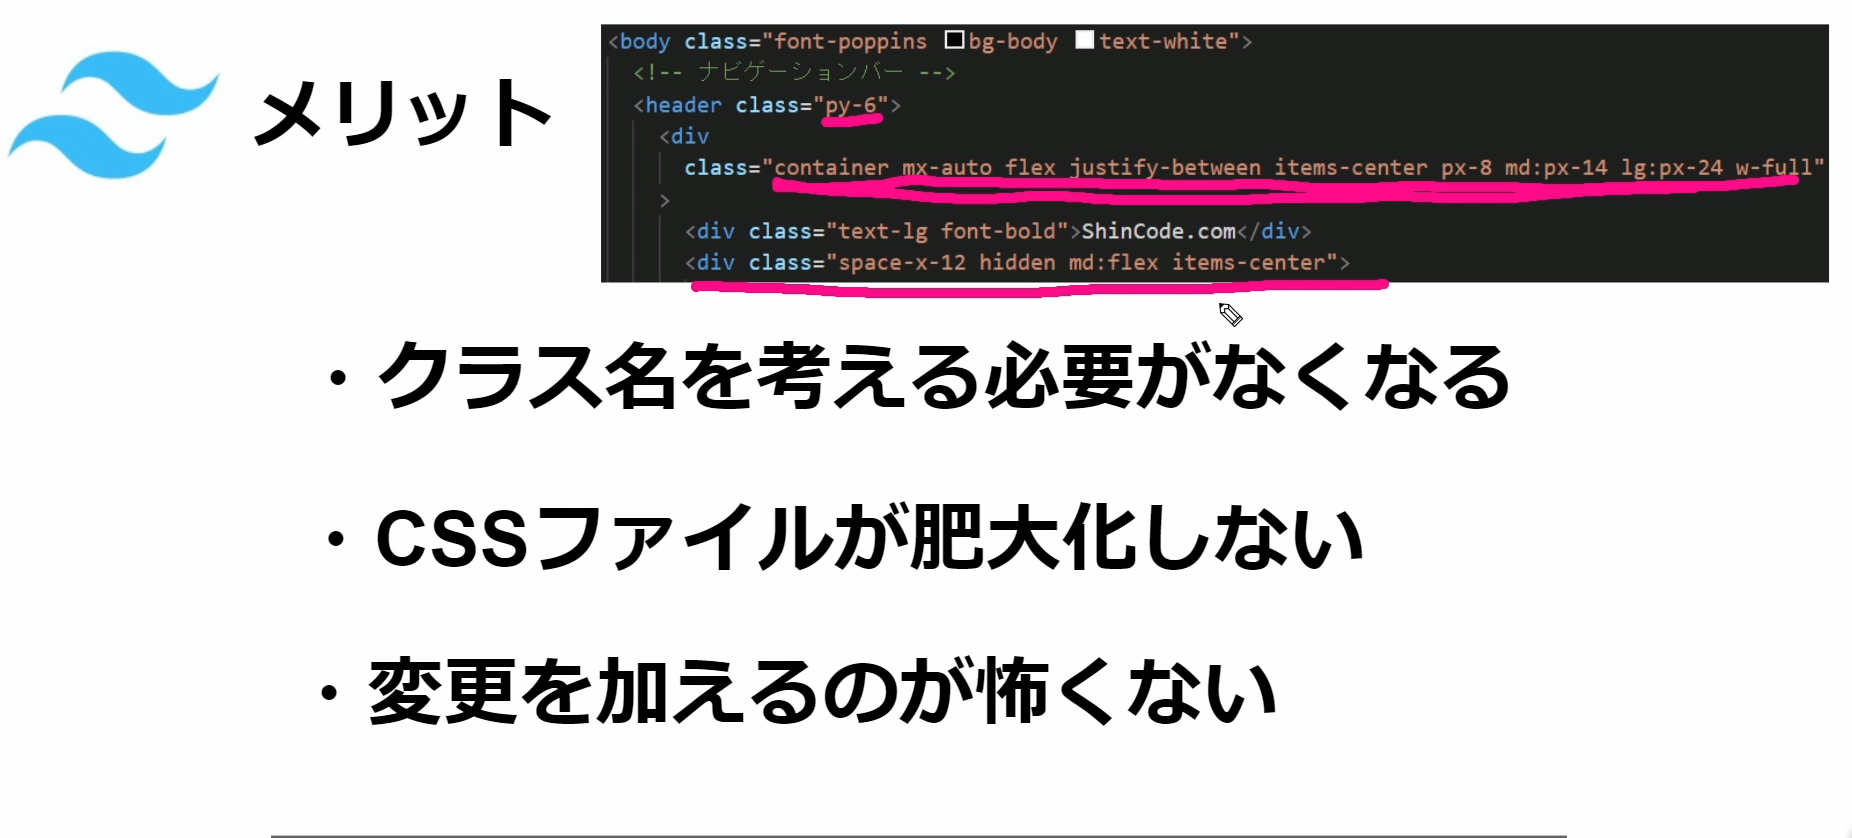 メリット
<body class="font-poppins bg-body text-white">
<!-- ナビゲーションバー -->
<header class="py-6">
<div
class="container mx-auto flex justify-between items-center px-8 md:px-14 lg:px-24 w-full"
>
<div class="text-lg font-bold">ShinCode.com</div>
<div class="space-x-12 hidden md:flex items-center">
・クラス名を考える必要がなくなる
・CSSファイルが肥大化しない
・変更を加えるのが怖くない